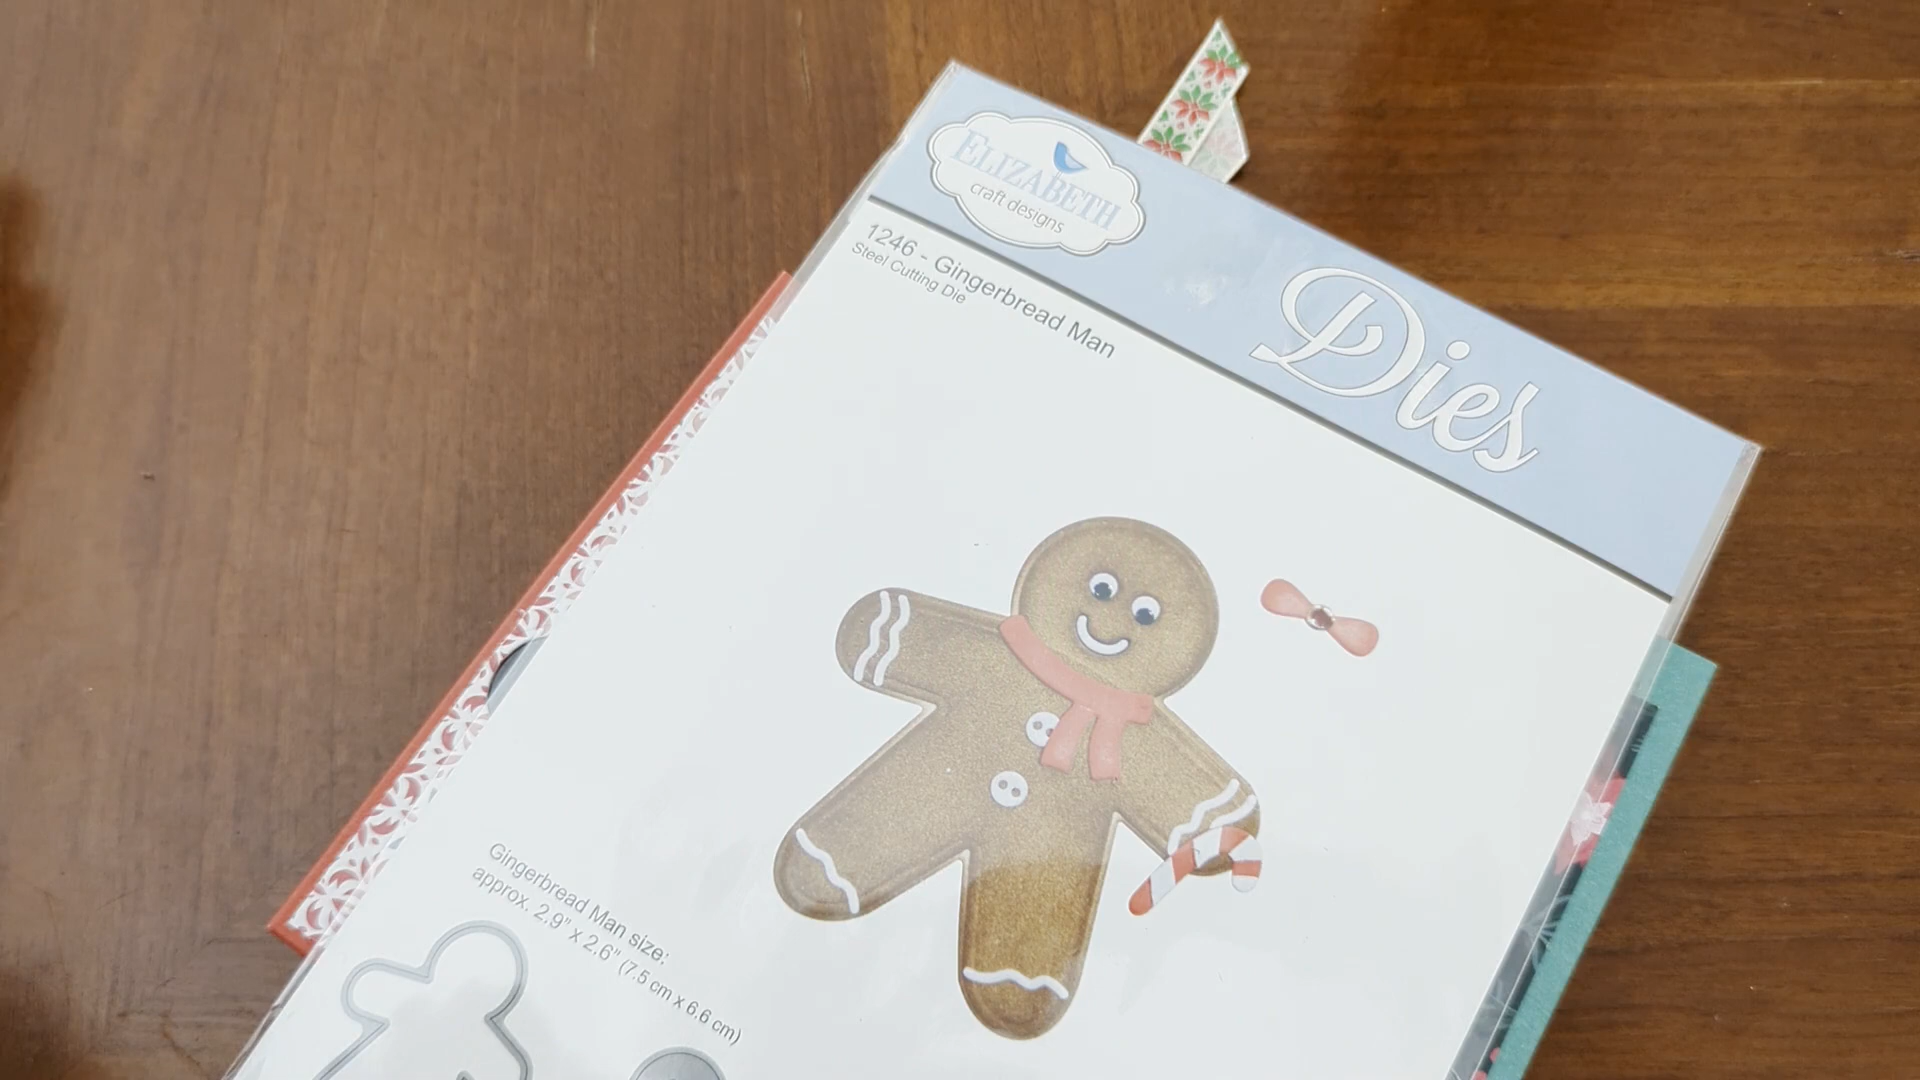 ELIZABETH
craft designs
Dies
1246 - Gingerbread Man
Steel Cutting Die
Gingerbread Man size:
approx. 2.9" x 2.6" (7.5 cm x 6.6 cm)